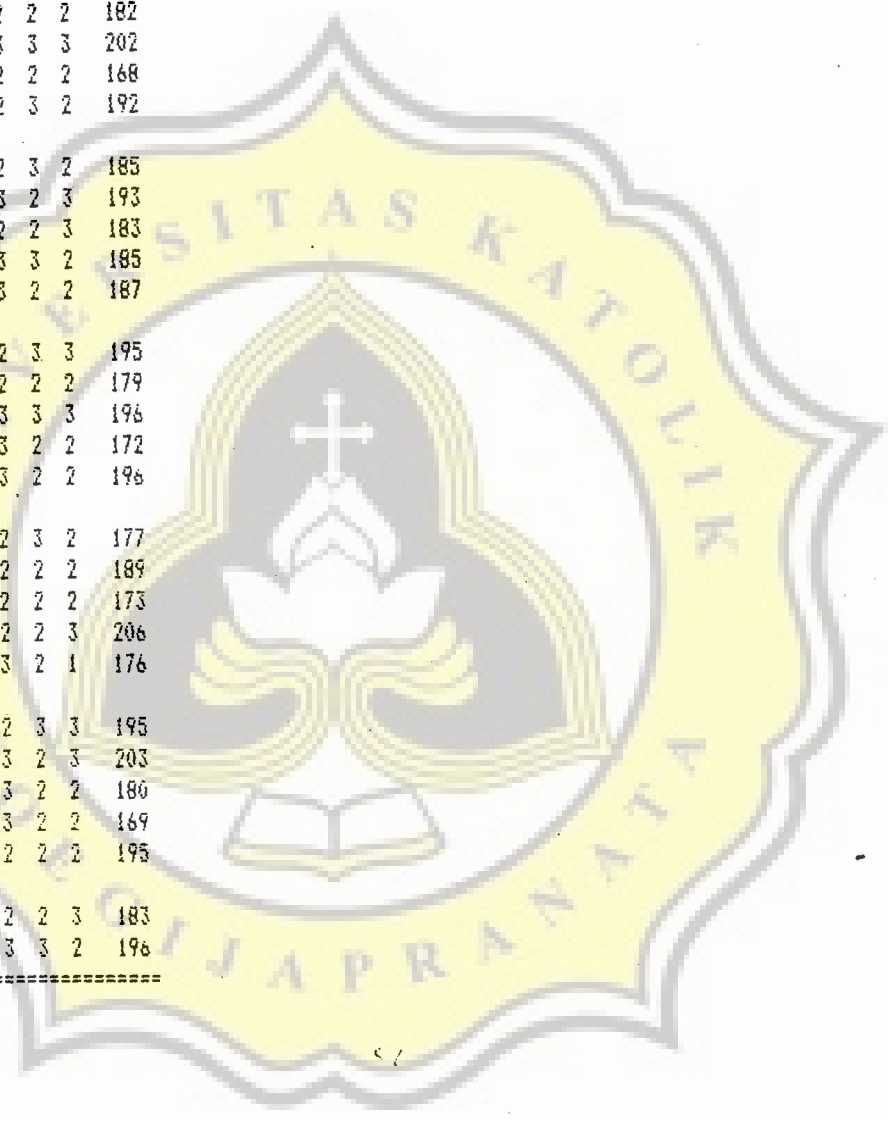 2 2 2 182
3 3 3 202
2 2 2 168
2 3 2 192
2 3 2 185
3 2 3 193
2 2 3 183
3 3 2 185
3 2 2 187
2 3 3 195
2 2 2 179
3 3 3 196
3 2 2 172
3 2 2 196
2 3 2 177
2 2 2 189
2 2 2 173
2 2 3 206
3 2 1 176
2 3 3 195
3 2 3 203
3 2 2 180
3 2 2 169
2 2 2 195
2 2 3 183
3 3 2 196
================
VERSITAS KATOLIK
OEGIJAPRANATA